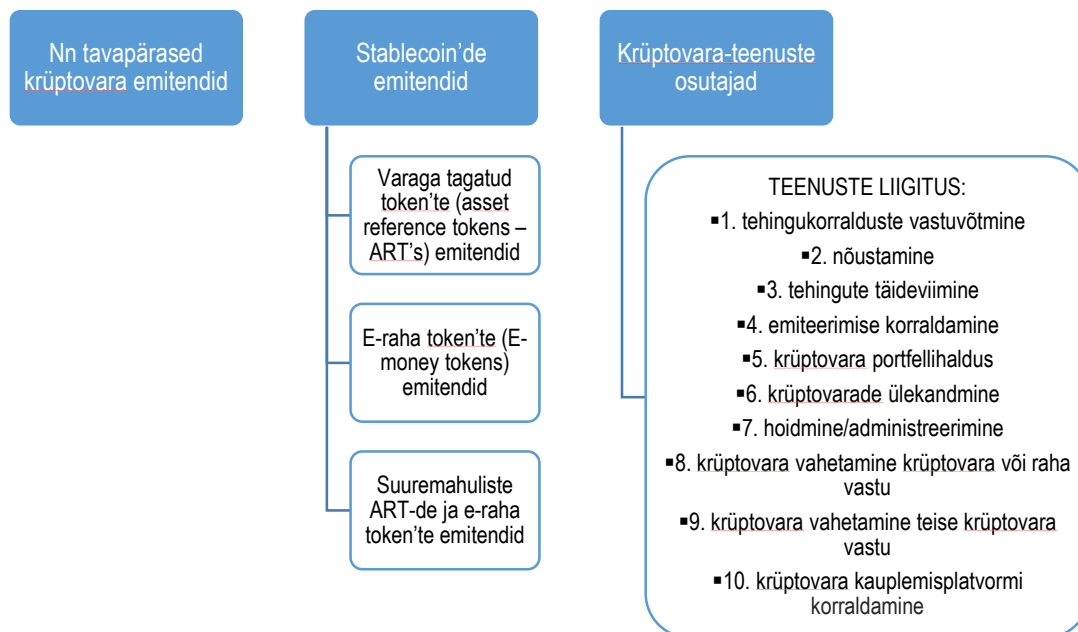 Nn tavapärased
krüptovara emitendid
Stablecoin'de
emitendid
Varaga tagatud
token'te (asset
reference tokens –
ART's) emitendid
E-raha token'te (E-
money tokens)
emitendid
Suuremahuliste
ART-de ja e-raha
token'te emitendid
Krüptovara-teenuste
osutajad
TEENUSTE LIIGITUS:
▪1. tehingukorralduste vastuvõtmine
▪2. nõustamine
▪3. tehingute täideviimine
▪4. emiteerimise korraldamine
▪5. krüptovara portfellihaldus
▪6. krüptovarade ülekandmine
▪7. hoidmine/administreerimine
▪8. krüptovara vahetamine krüptovara või raha
vastu
▪9. krüptovara vahetamine teise krüptovara
vastu
▪10. krüptovara kauplemisplatvormi
korraldamine